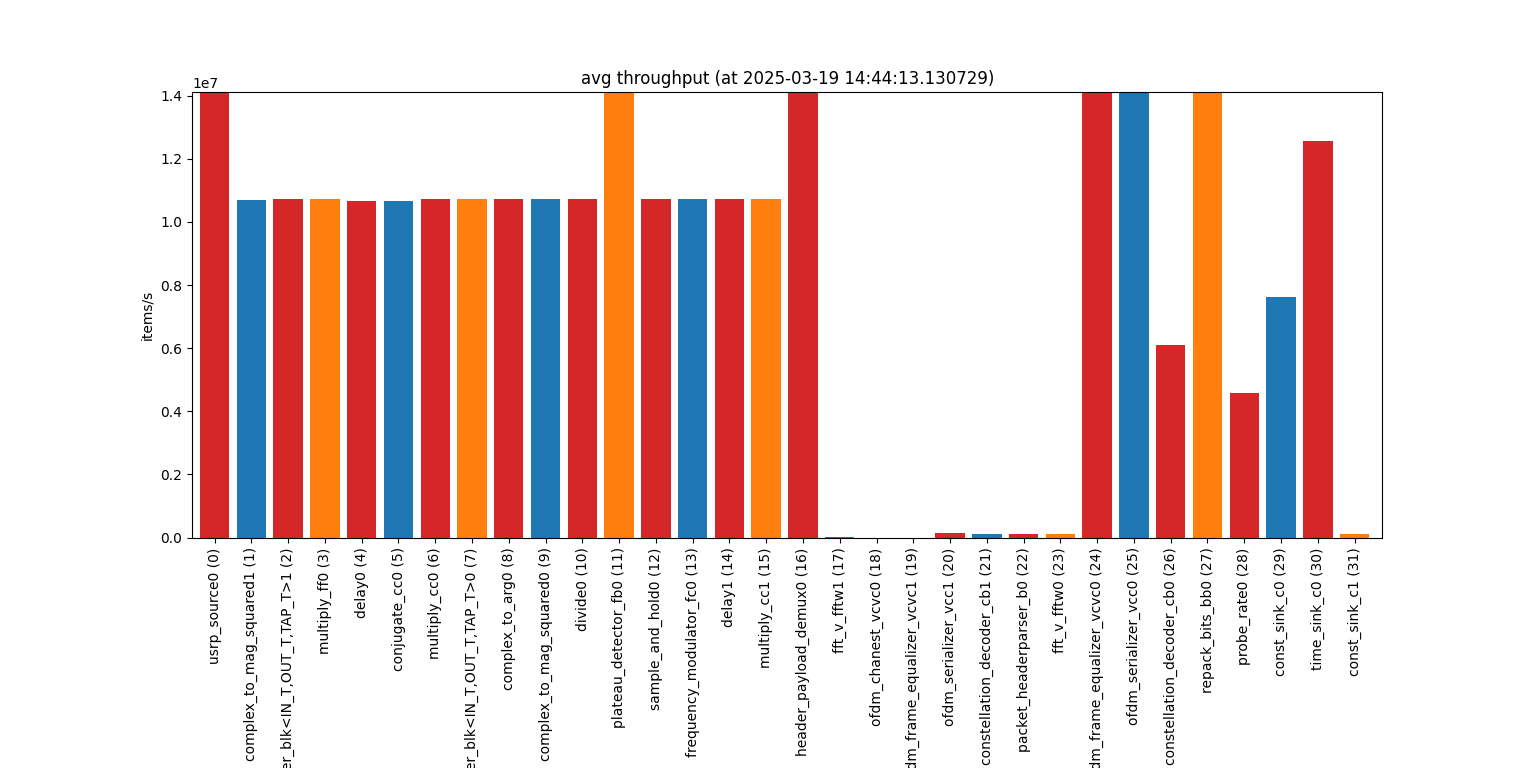 avg throughput (at 2025-03-19 14:44:13.130729)
1e7
1.4
1.2
1.0
0.8
0.6
0.4
0.2
0.0
items/s
usrp_source0 (0)
complex_to_mag_squared1 (1)
er_blk<IN_T,OUT_T,TAP_T>1 (2)
multiply_ff0 (3)
delay0 (4)
conjugate_cc0 (5)
multiply_cc0 (6)
er_blk<IN_T,OUT_T,TAP_T>0 (7)
complex_to_arg0 (8)
complex_to_mag_squared0 (9)
divide0 (10)
plateau_detector_fb0 (11)
sample_and_hold0 (12)
frequency_modulator_fc0 (13)
delay1 (14)
multiply_cc1 (15)
header_payload_demux0 (16)
fft_v_fftw1 (17)
ofdm_chanest_vcvc0 (18)
dm_frame_equalizer_vcvc1 (19)
ofdm_serializer_vcc1 (20)
constellation_decoder_cb1 (21)
packet_headerparser_b0 (22)
fft_v_fftw0 (23)
dm_frame_equalizer_vcvc0 (24)
ofdm_serializer_vcc0 (25)
constellation_decoder_cb0 (26)
repack_bits_bb0 (27)
probe_rate0 (28)
const_sink_c0 (29)
time_sink_c0 (30)
const_sink_c1 (31)